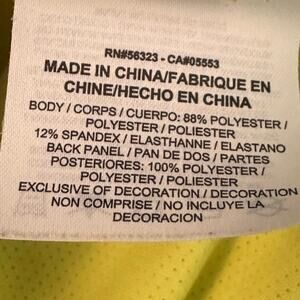 RN#56323 - CA#05553
MADE IN CHINA/FABRIQUE EN
CHINE/HECHO EN CHINA
BODY / CORPS / CUERPO: 88% POLYESTER /
POLYESTER / POLIESTER
12% SPANDEX / ELASTHANNE / ELASTANO
BACK PANEL / PAN DE DOS / PARTES
POSTERIORES: 100% POLYESTER /
POLYESTER / POLIESTER
EXCLUSIVE OF DECORATION / DECORATION
NON COMPRISE / NO INCLUYE LA
DECORACION